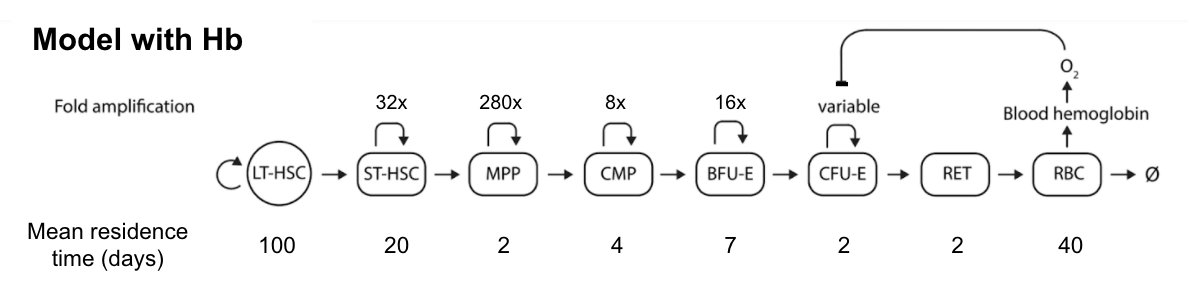 Model with Hb
O₂
Fold amplification
32x
280x
8x
16x
variable
Blood hemoglobin
LT-HSC
ST-HSC
MPP
CMP
BFU-E
CFU-E
RET
RBC
Ø
Mean residence
time (days)
100
20
2
4
7
2
2
40